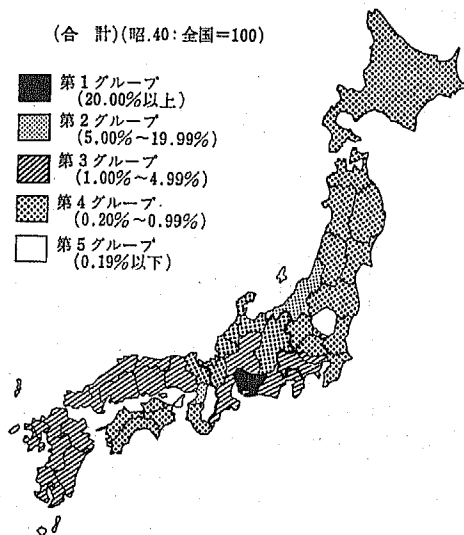 (合 計)(昭.40:全国=100)
第1グループ
(20.00%以上)
第2グループ
(5.00%~19.99%)
第3グループ
(1.00%~4.99%)
第4グループ
(0.20%~0.99%)
第5グループ
(0.19%以下)